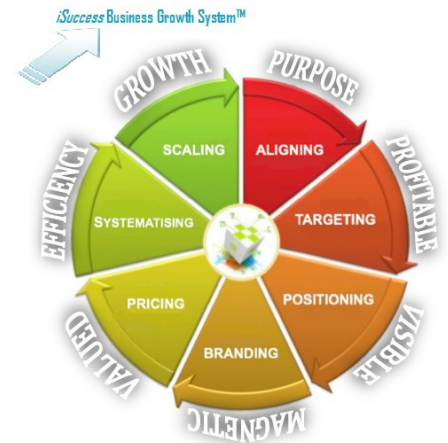 iSuccess Business Growth System™
PURPOSE
ALIGNING
PROFITABLE
TARGETING
VISIBLE
POSITIONING
MAGNETIC
BRANDING
VALUED
PRICING
EFFICIENCY
SYSTEMATISING
GROWTH
SCALING